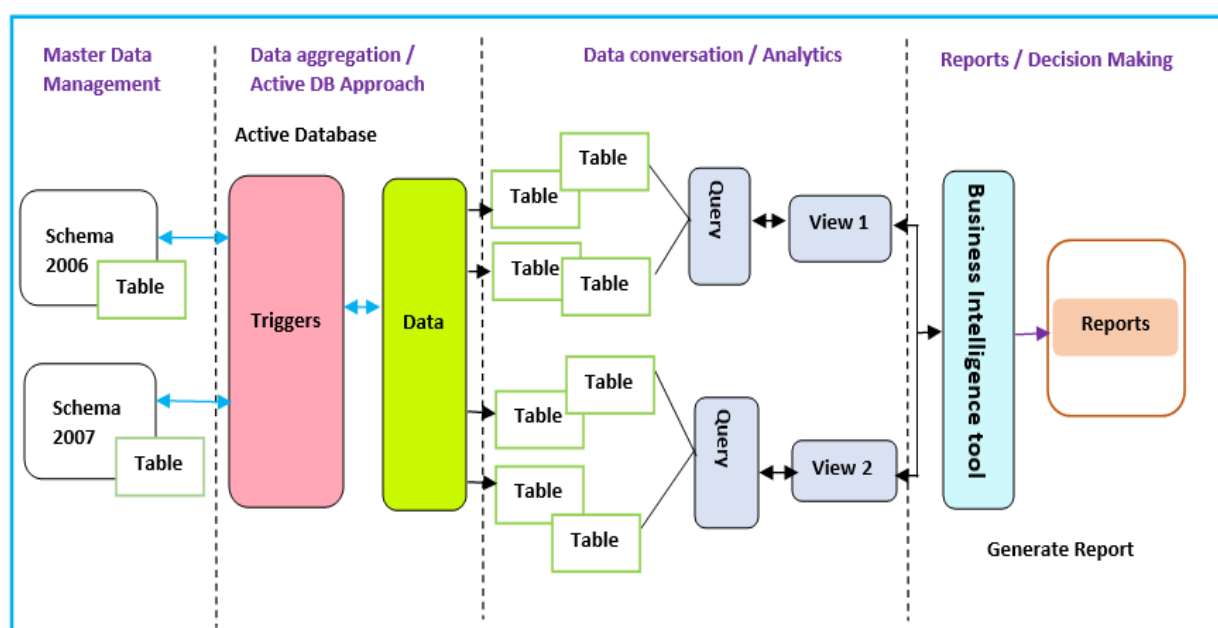 Master Data
Management
Data aggregation /
Active DB Approach
Data conversation / Analytics
Reports / Decision Making
Active Database
Schema
2006
Table
Schema
2007
Table
Triggers
Data
Table
Table
Table
Table
Query
View 1
Table
Table
Table
Table
Query
View 2
Business Intelligence tool
Reports
Generate Report